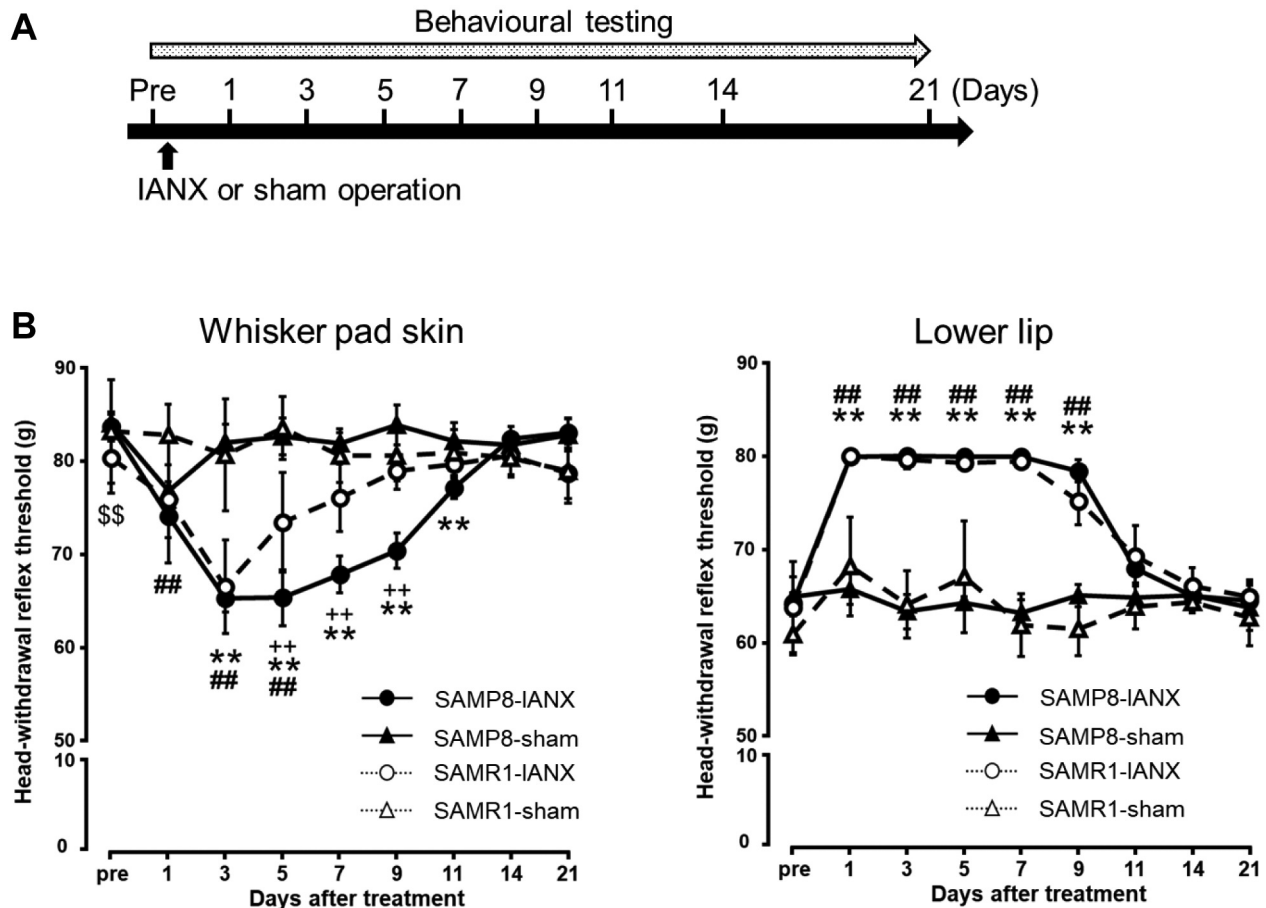 A
Behavioural testing
Pre 1 3 5 7 9 11 14 21 (Days)
IANX or sham operation
B
Whisker pad skin
Head-withdrawal reflex threshold (g)
90
80
70
60
50
10
0
$$
##
**
##
++
**
##
++
**
++
**
**
SAMP8-IANX
SAMP8-sham
SAMR1-IANX
SAMR1-sham
pre 1 3 5 7 9 11 14 21
Days after treatment
Lower lip
Head-withdrawal reflex threshold (g)
90
80
70
60
50
10
0
## ## ## ## ##
** ** ** ** **
SAMP8-IANX
SAMP8-sham
SAMR1-IANX
SAMR1-sham
pre 1 3 5 7 9 11 14 21
Days after treatment